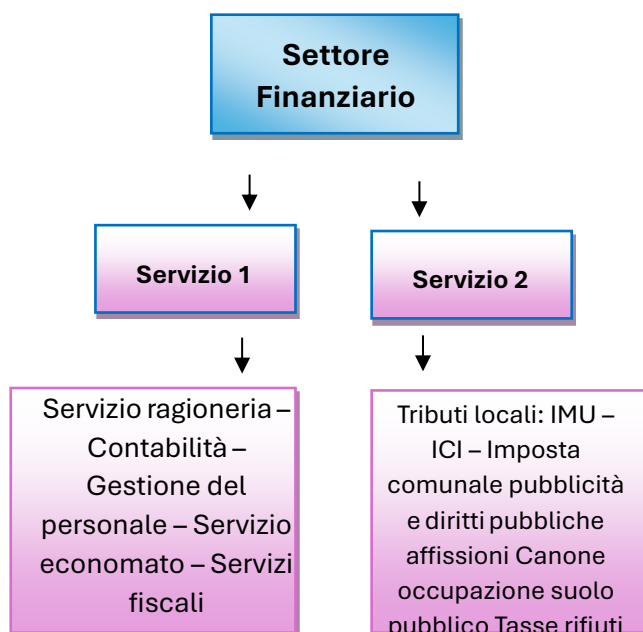 Settore
Finanziario
Servizio 1
Servizio 2
Servizio ragioneria –
Contabilità –
Gestione del
personale – Servizio
economato – Servizi
fiscali
Tributi locali: IMU –
ICI – Imposta
comunale pubblicità
e diritti pubbliche
affissioni Canone
occupazione suolo
pubblico Tasse rifiuti